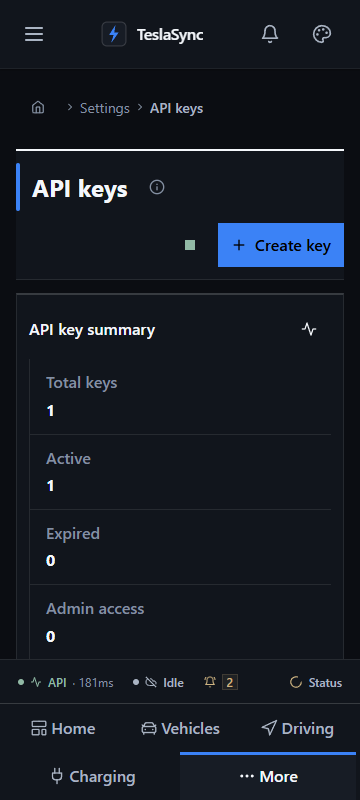 TeslaSync
Settings API keys
API keys
Create key
API key summary
Total keys
1
Active
1
Expired
0
Admin access
0
API · 181ms Idle 2 Status
Home Vehicles Driving
Charging More